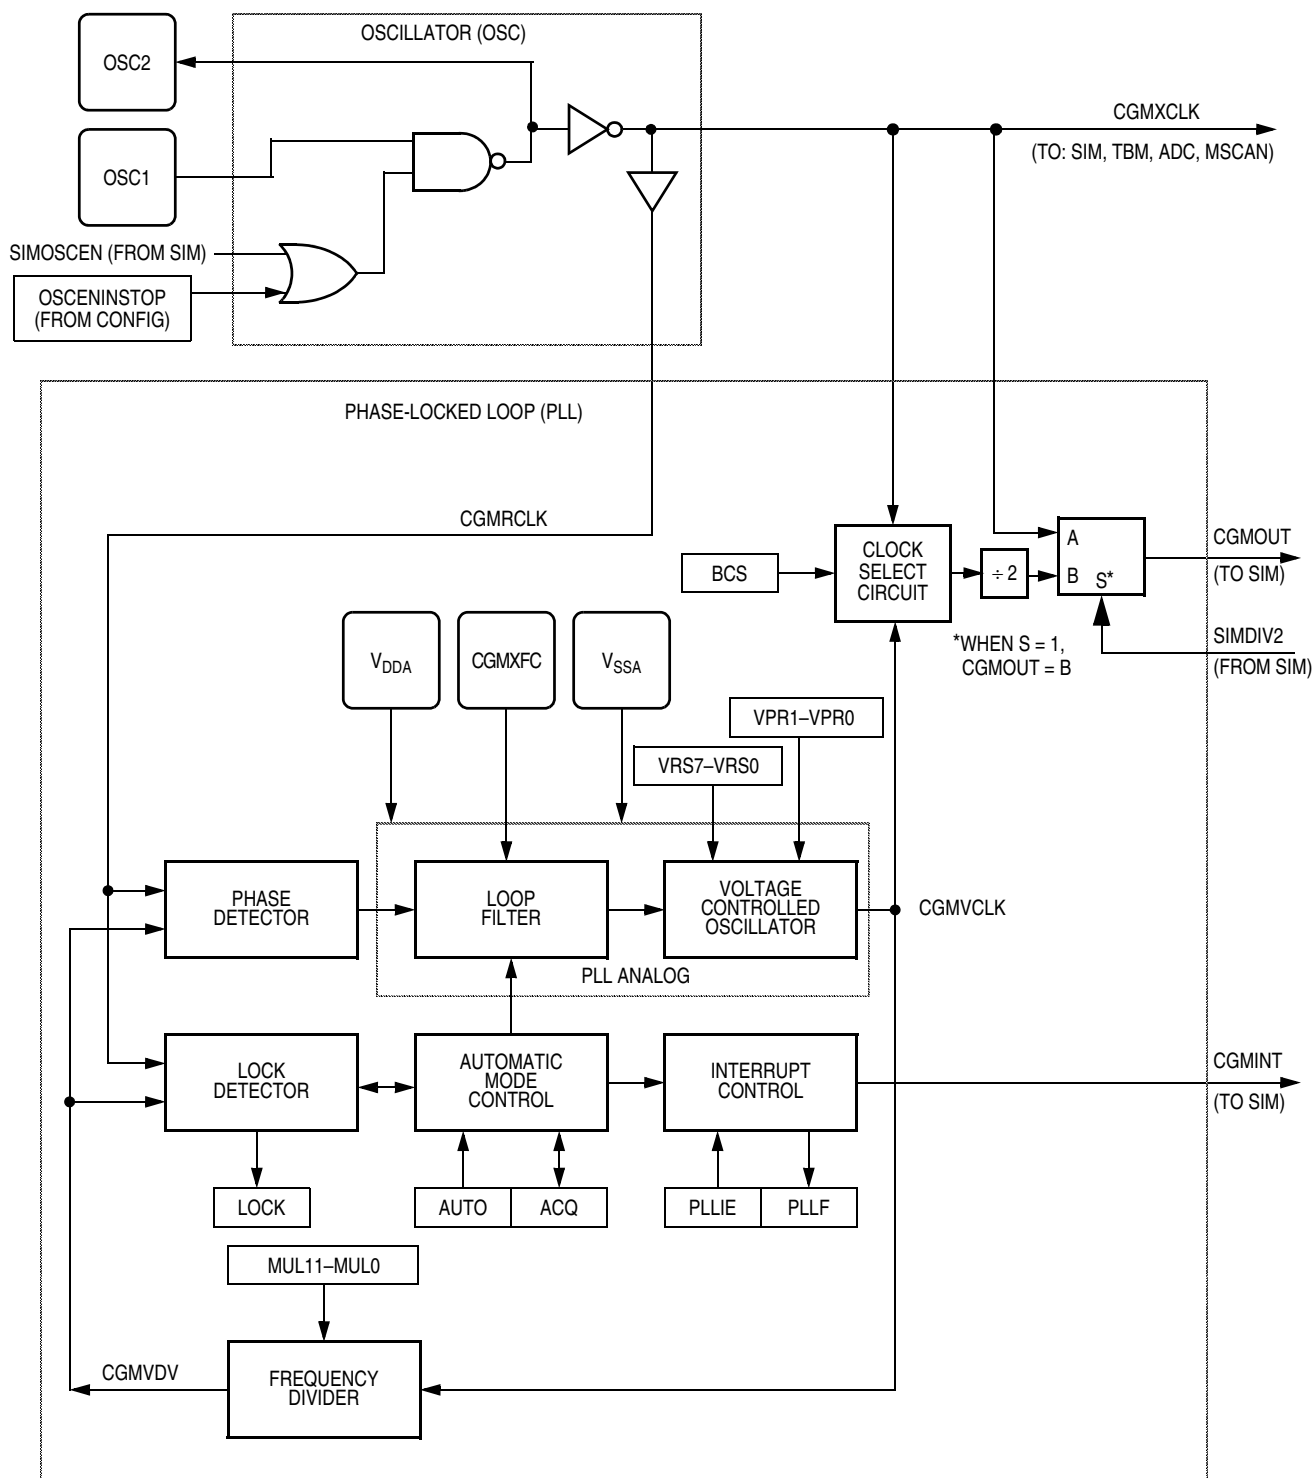 OSCILLATOR (OSC)
OSC2
OSC1
CGMXCLK
(TO: SIM, TBM, ADC, MSCAN)
SIMOSCEN (FROM SIM)
OSCENINSTOP
(FROM CONFIG)
PHASE-LOCKED LOOP (PLL)
CGMRCLK
BCS
CLOCK
SELECT
CIRCUIT
÷ 2
A
B S*
CGMOUT
(TO SIM)
*WHEN S = 1,
CGMOUT = B
SIMDIV2
(FROM SIM)
VDDA
CGMXFC
VSSA
VPR1–VPR0
VRS7–VRS0
PHASE
DETECTOR
LOOP
FILTER
VOLTAGE
CONTROLLED
OSCILLATOR
CGMVCLK
PLL ANALOG
LOCK
DETECTOR
AUTOMATIC
MODE
CONTROL
INTERRUPT
CONTROL
CGMINT
(TO SIM)
LOCK
AUTO
ACQ
PLLIE
PLLF
MUL11–MUL0
CGMVDV
FREQUENCY
DIVIDER